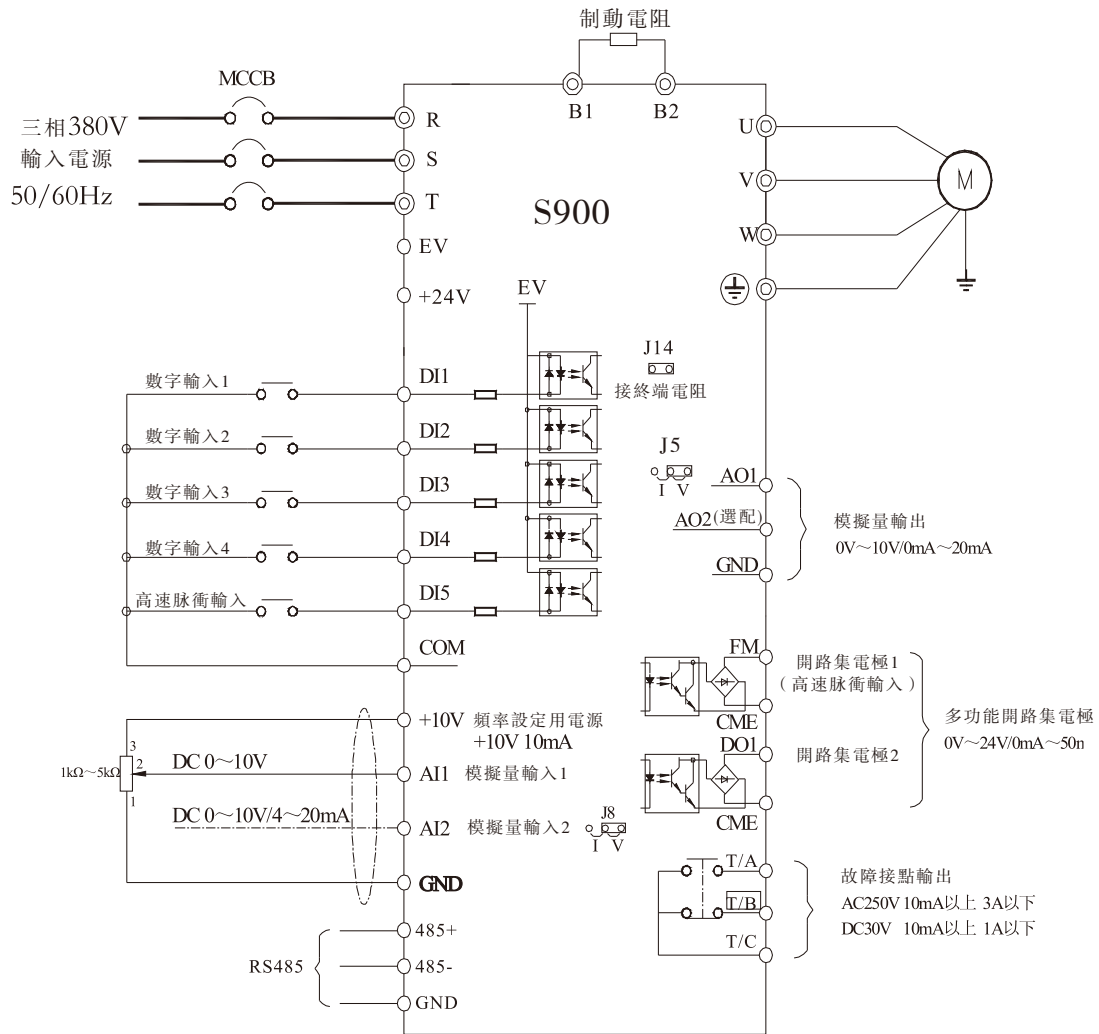 制動電阻
MCCB
B1
B2
三相380V
輸入電源
50/60Hz
R
S
T
U
V
W
M
S900
EV
+24V
EV
J14
接終端電阻
數字輸入1
DI1
數字輸入2
DI2
數字輸入3
DI3
數字輸入4
DI4
高速脉衝輸入
DI5
COM
J5
I V
AO1
AO2(選配)
GND
模擬量輸出
0V～10V/0mA～20mA
FM
CME
DO1
CME
開路集電極1
（高速脉衝輸入）
開路集電極2
多功能開路集電極
0V～24V/0mA～50n
+10V
頻率設定用電源
+10V 10mA
3
2
1
1kΩ～5kΩ
DC 0～10V
AI1
模擬量輸入1
DC 0～10V/4～20mA
AI2
模擬量輸入2
J8
I V
GND
T/A
T/B
T/C
故障接點輸出
AC250V 10mA以上 3A以下
DC30V 10mA以上 1A以下
RS485
485+
485-
GND